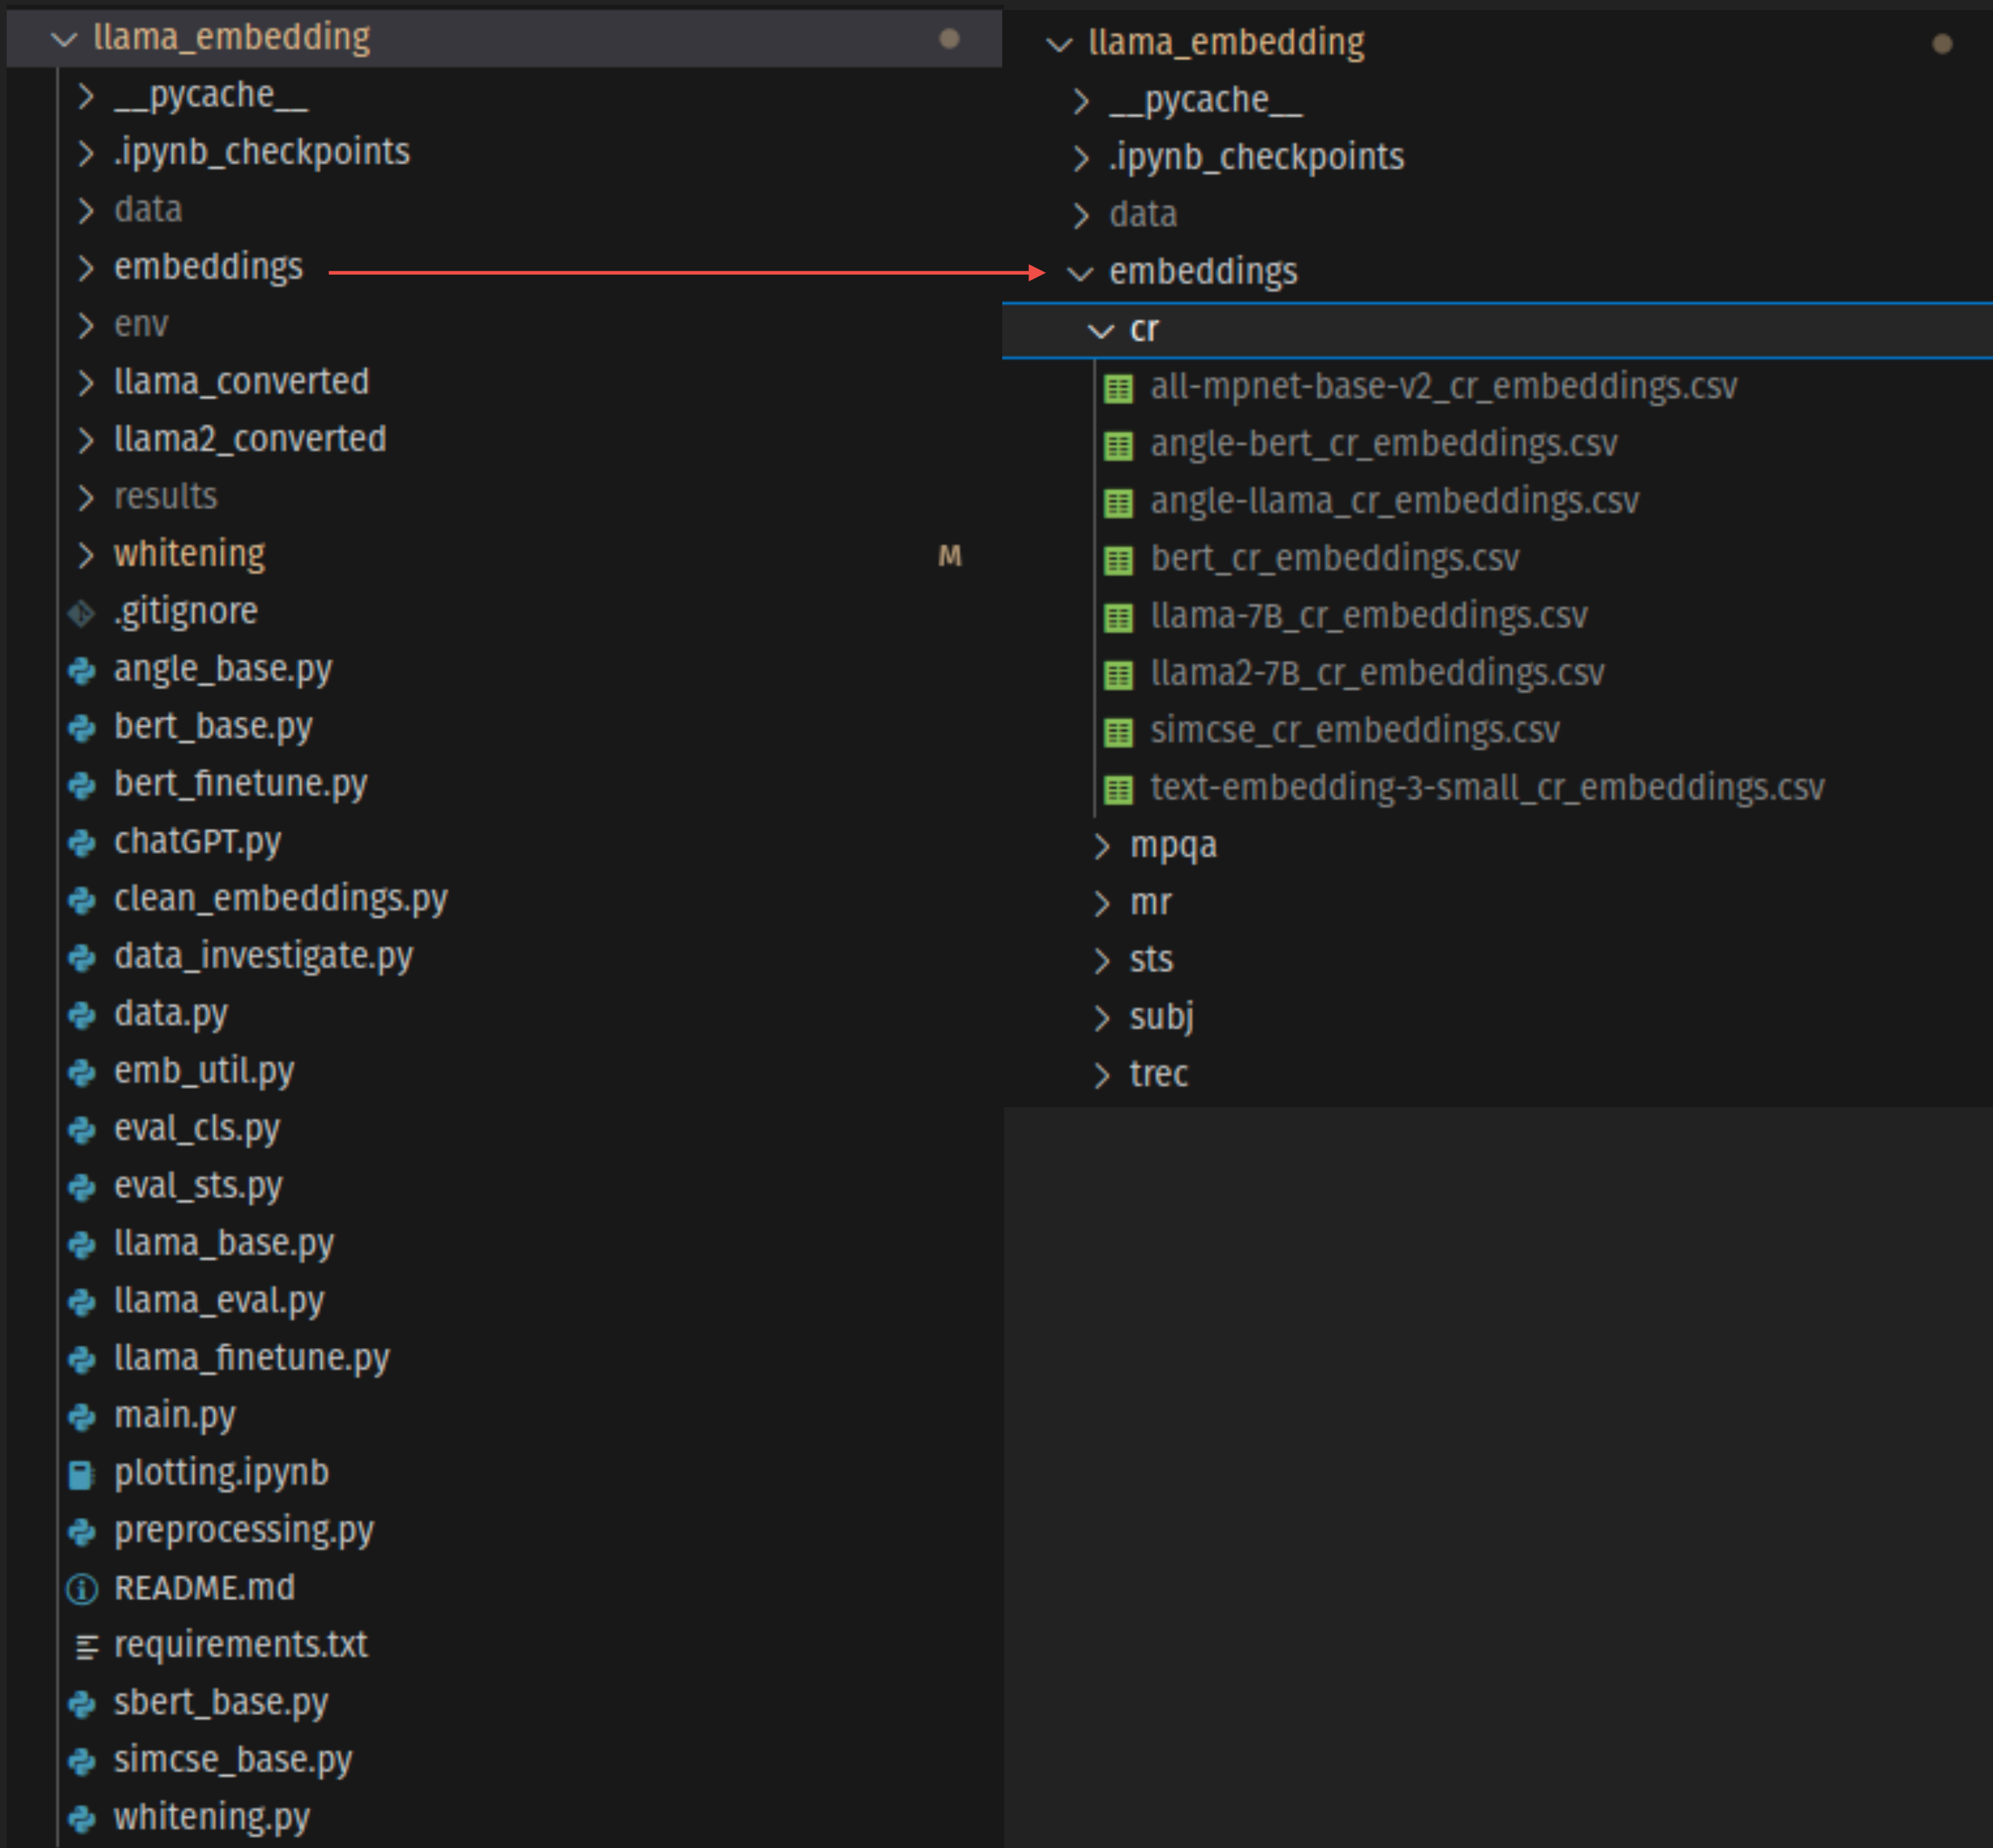 llama_embedding
__pycache__
.ipynb_checkpoints
data
embeddings
env
llama_converted
llama2_converted
results
whitening M
.gitignore
angle_base.py
bert_base.py
bert_finetune.py
chatGPT.py
clean_embeddings.py
data_investigate.py
data.py
emb_util.py
eval_cls.py
eval_sts.py
llama_base.py
llama_eval.py
llama_finetune.py
main.py
plotting.ipynb
preprocessing.py
README.md
requirements.txt
sbert_base.py
simcse_base.py
whitening.py
llama_embedding
__pycache__
.ipynb_checkpoints
data
embeddings
cr
all-mpnet-base-v2_cr_embeddings.csv
angle-bert_cr_embeddings.csv
angle-llama_cr_embeddings.csv
bert_cr_embeddings.csv
llama-7B_cr_embeddings.csv
llama2-7B_cr_embeddings.csv
simcse_cr_embeddings.csv
text-embedding-3-small_cr_embeddings.csv
mpqa
mr
sts
subj
trec